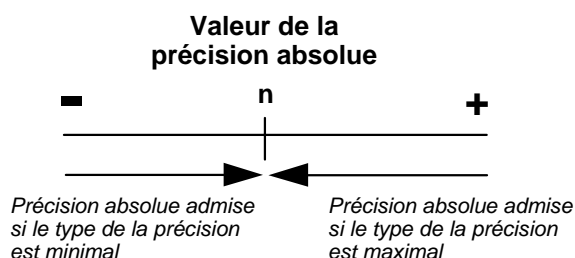 Valeur de la
précision absolue
- n +
Précision absolue admise
si le type de la précision
est minimal
Précision absolue admise
si le type de la précision
est maximal